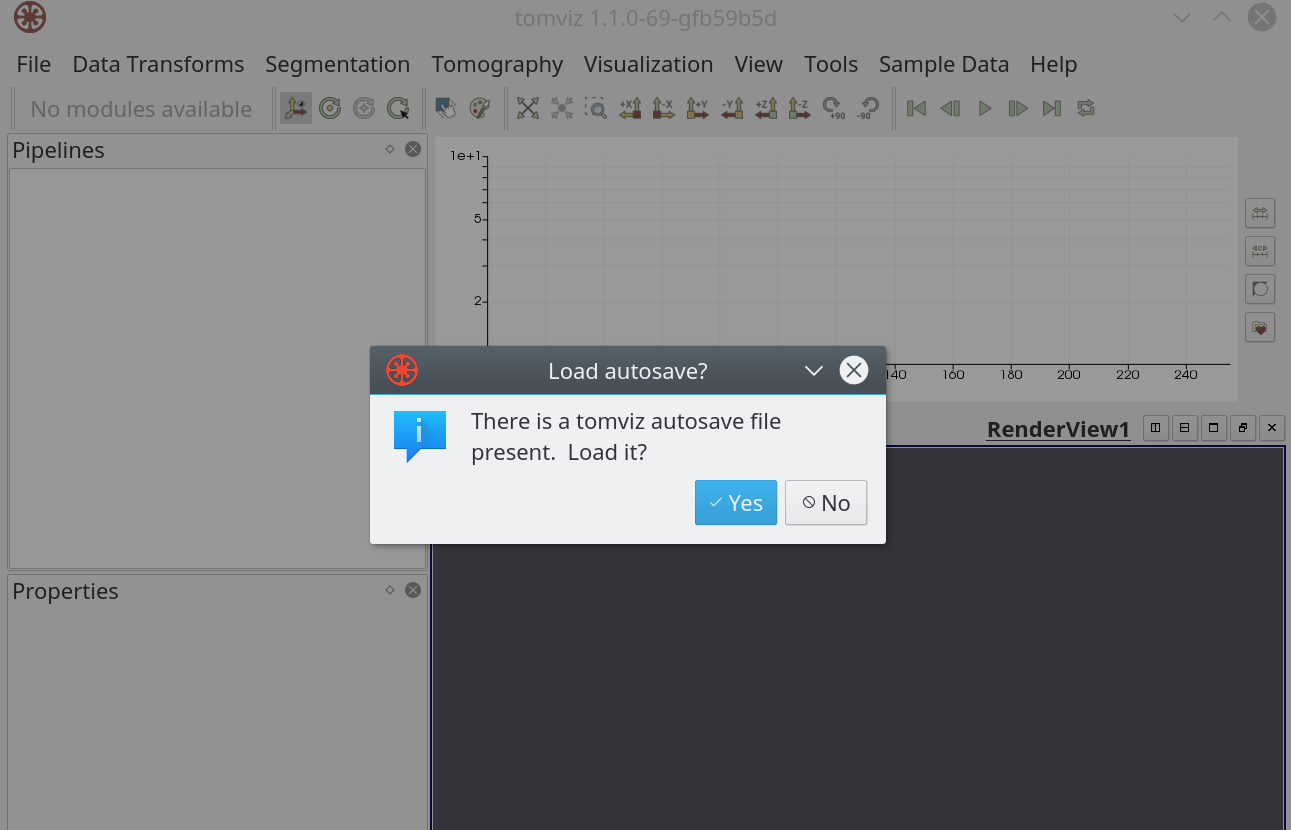 tomviz 1.1.0-69-gfb59b5d
File Data Transforms Segmentation Tomography Visualization View Tools Sample Data Help
No modules available
+X -X +Y -Y +Z -Z +90 -90
Pipelines
1e+1
5
2
140 160 180 200 220 240
Load autosave?
There is a tomviz autosave file
present. Load it?
Yes No
RenderView1
Properties